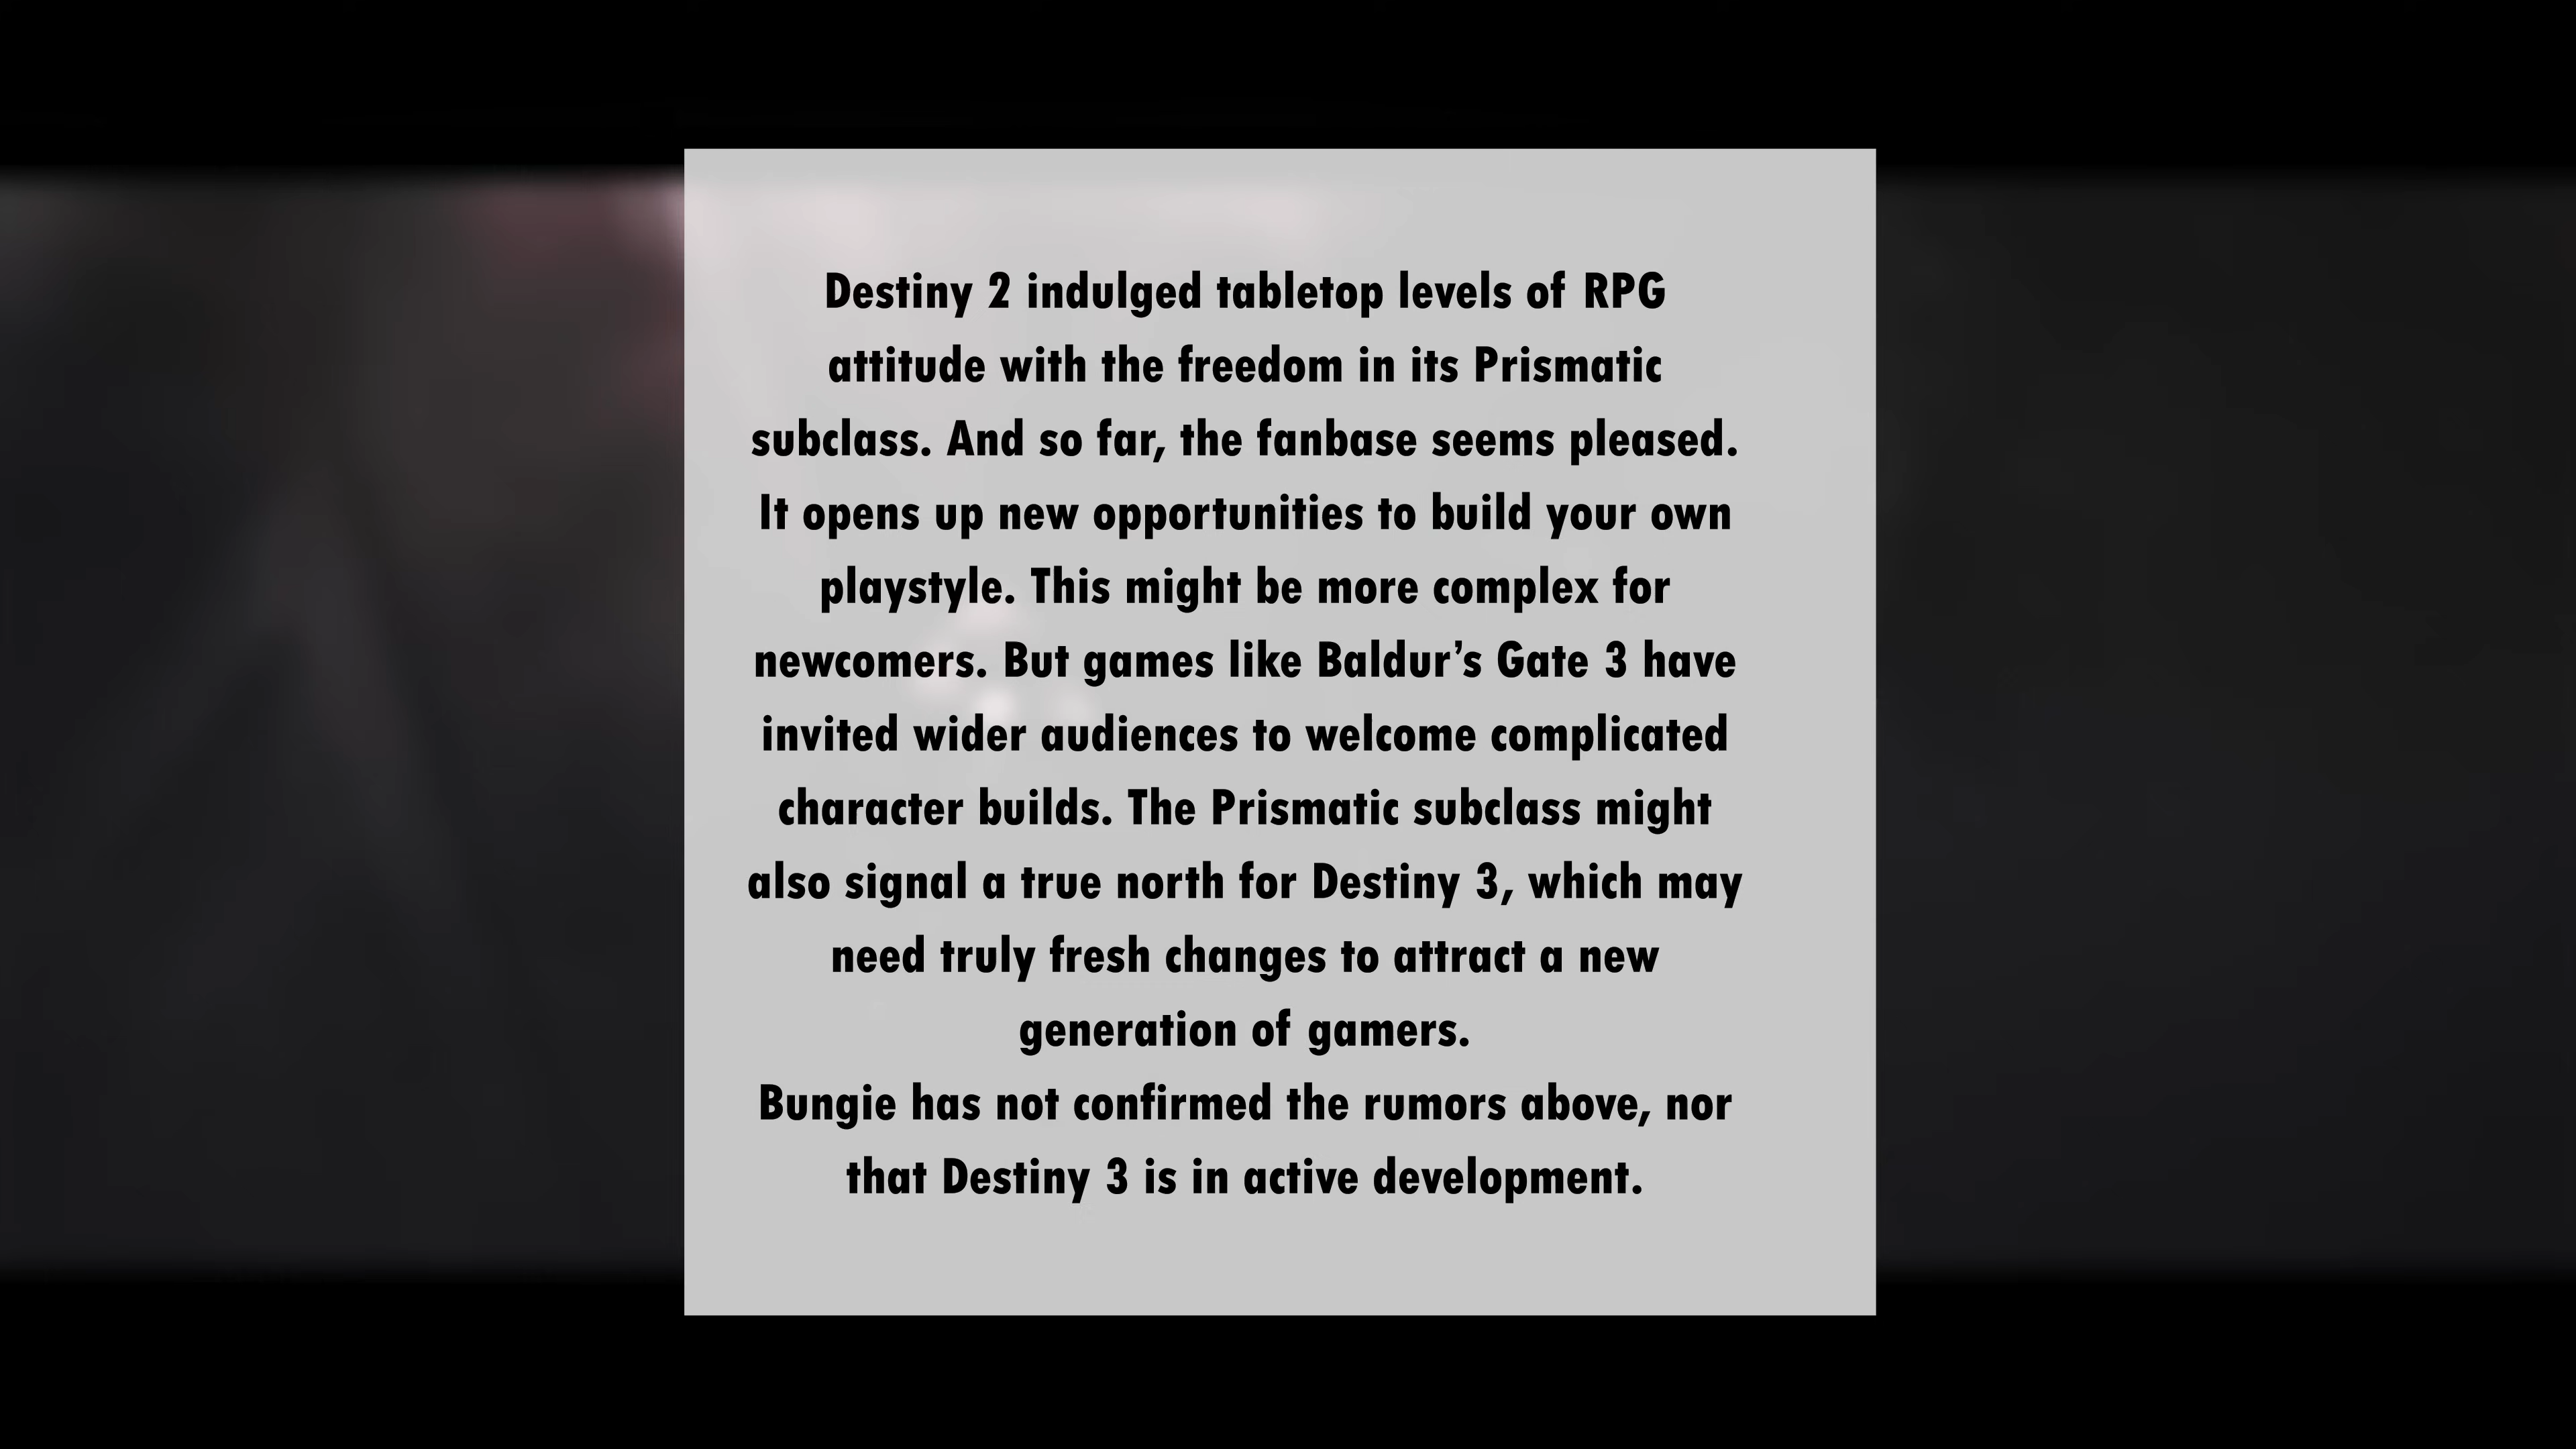 Destiny 2 indulged tabletop levels of RPG
attitude with the freedom in its Prismatic
subclass. And so far, the fanbase seems pleased.
It opens up new opportunities to build your own
playstyle. This might be more complex for
newcomers. But games like Baldur’s Gate 3 have
invited wider audiences to welcome complicated
character builds. The Prismatic subclass might
also signal a true north for Destiny 3, which may
need truly fresh changes to attract a new
generation of gamers.
Bungie has not confirmed the rumors above, nor
that Destiny 3 is in active development.